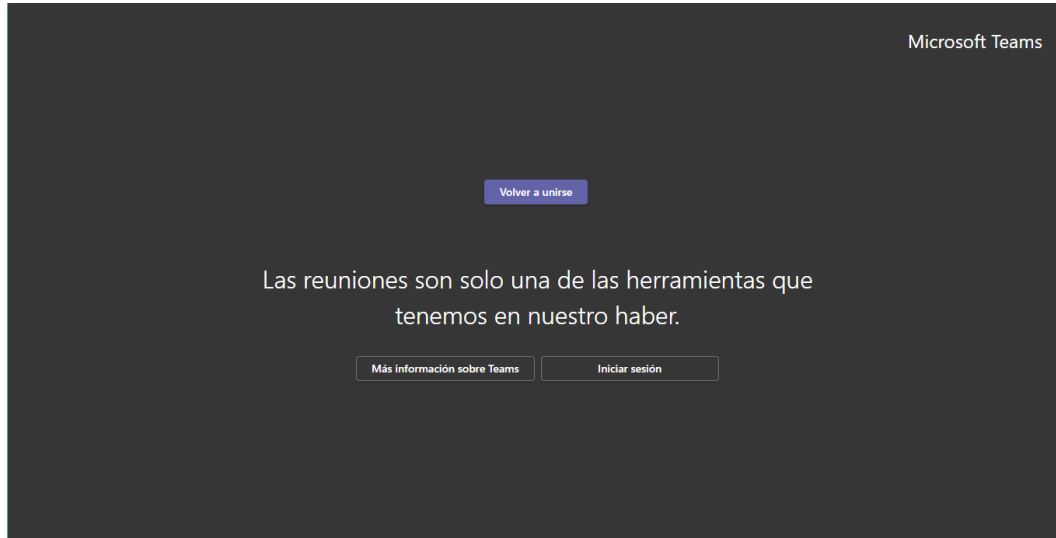 Microsoft Teams
Volver a unirse
Las reuniones son solo una de las herramientas que
tenemos en nuestro haber.
Más información sobre Teams
Iniciar sesión